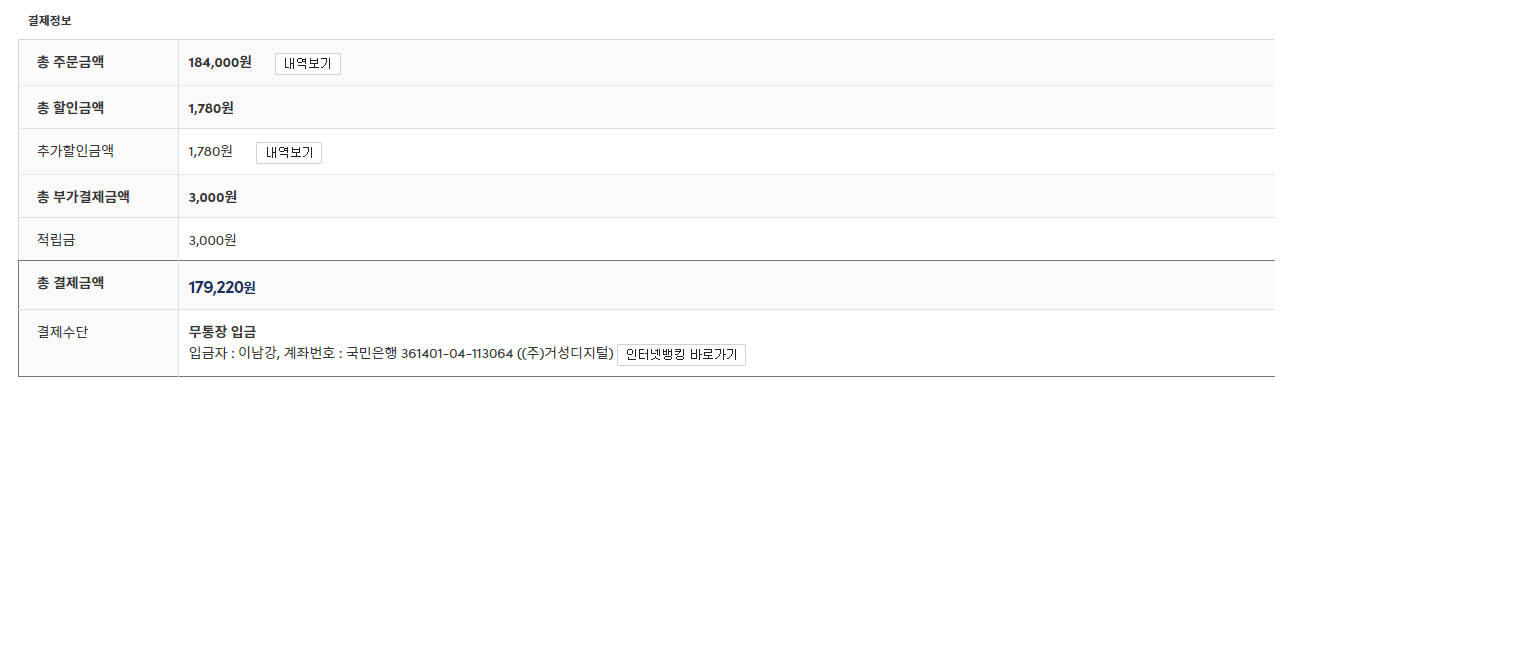 결제정보
총 주문금액 184,000원 내역보기
총 할인금액 1,780원
추가할인금액 1,780원 내역보기
총 부가결제금액 3,000원
적립금 3,000원
총 결제금액 179,220원
결제수단 무통장 입금
입금자 : 이남강, 계좌번호 : 국민은행 361401-04-113064 ((주)거성디지털) 인터넷뱅킹 바로가기